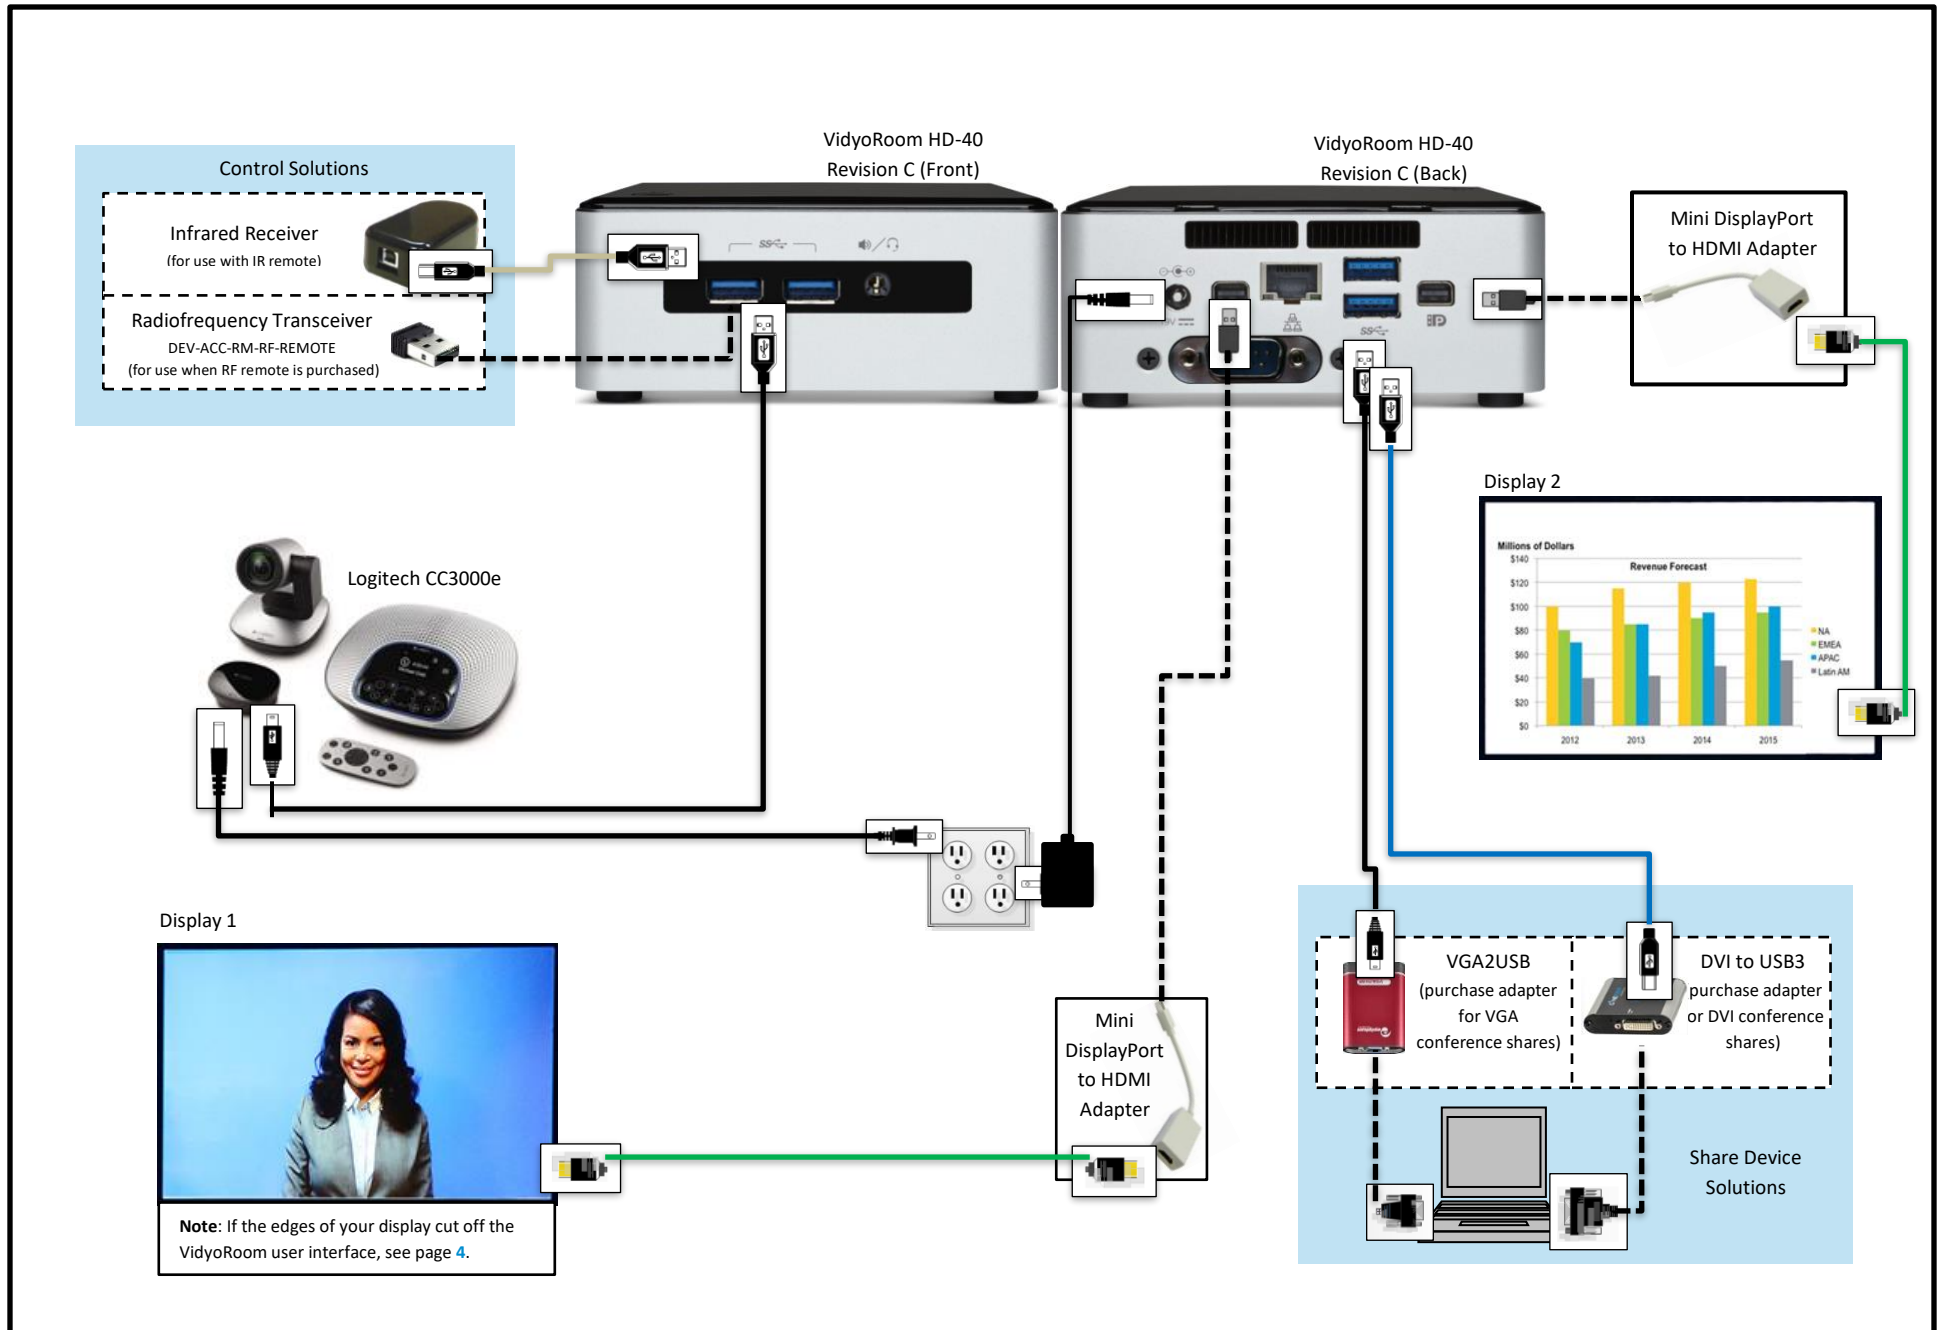 VidyoRoom HD-40
Revision C (Front)
VidyoRoom HD-40
Revision C (Back)
Control Solutions
Infrared Receiver
(for use with IR remote)
Radiofrequency Transceiver
DEV-ACC-RM-RF-REMOTE
(for use when RF remote is purchased)
Mini DisplayPort
to HDMI Adapter
Display 2
Millions of Dollars
Revenue Forecast
$140
$120
$100
$80
$60
$40
$20
$0
2012
2013
2014
2015
NA
EMEA
APAC
Latin AM
Logitech CC3000e
Display 1
Note: If the edges of your display cut off the
VidyoRoom user interface, see page 4.
Mini
DisplayPort
to HDMI
Adapter
VGA2USB
(purchase adapter
for VGA
conference shares)
DVI to USB3
purchase adapter
or DVI conference
shares)
Share Device
Solutions